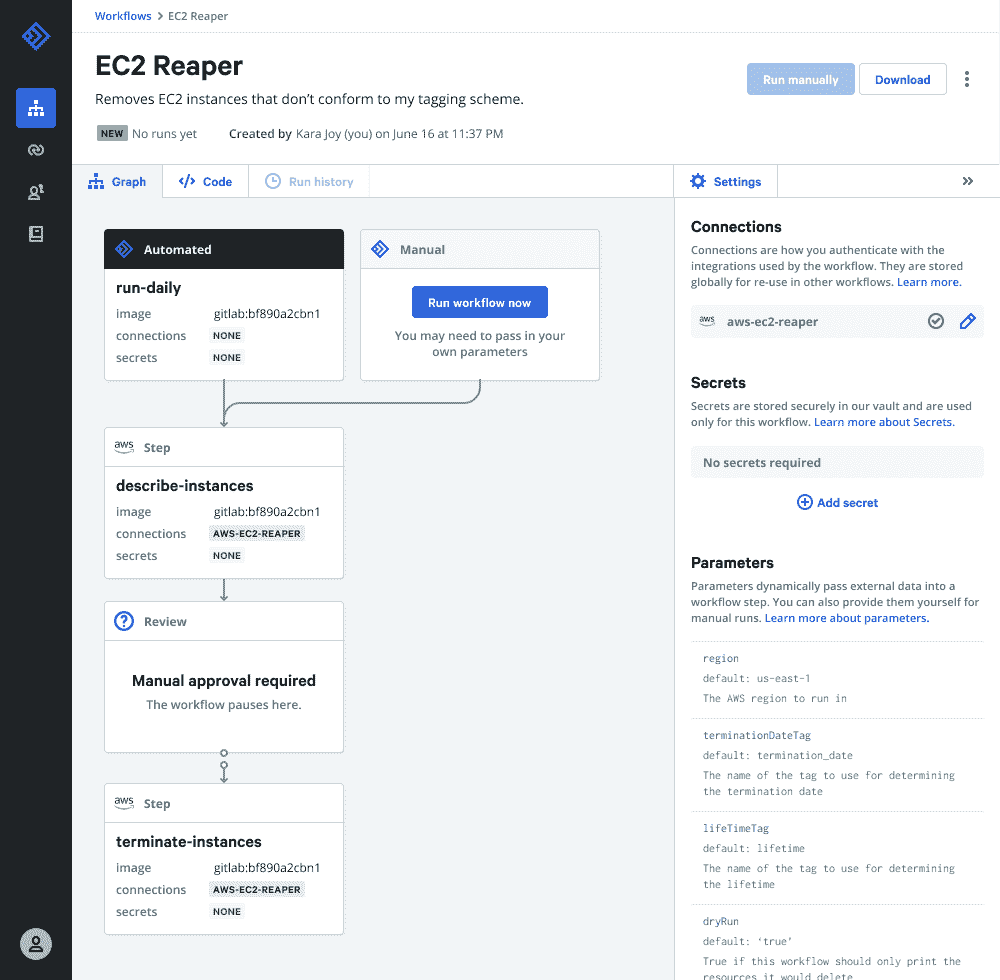 Workflows > EC2 Reaper
EC2 Reaper
Removes EC2 instances that don’t conform to my tagging scheme.
Run manually
Download
NEW No runs yet
Created by Kara Joy (you) on June 16 at 11:37 PM
Graph
Code
Run history
Settings
Automated
run-daily
image gitlab:bf890a2cbn1
connections NONE
secrets NONE
Manual
Run workflow now
You may need to pass in your
own parameters
aws Step
describe-instances
image gitlab:bf890a2cbn1
connections AWS-EC2-REAPER
secrets NONE
Review
Manual approval required
The workflow pauses here.
aws Step
terminate-instances
image gitlab:bf890a2cbn1
connections AWS-EC2-REAPER
secrets NONE
Connections
Connections are how you authenticate with the
integrations used by the workflow. They are stored
globally for re-use in other workflows. Learn more.
aws aws-ec2-reaper
Secrets
Secrets are stored securely in our vault and are used
only for this workflow. Learn more about Secrets.
No secrets required
Add secret
Parameters
Parameters dynamically pass external data into a
workflow step. You can also provide them yourself for
manual runs. Learn more about parameters.
region
default: us-east-1
The AWS region to run in
terminationDateTag
default: termination_date
The name of the tag to use for determining
the termination date
lifeTimeTag
default: lifetime
The name of the tag to use for determining
the lifetime
dryRun
default: ‘true’
True if this workflow should only print the
resources it would delete